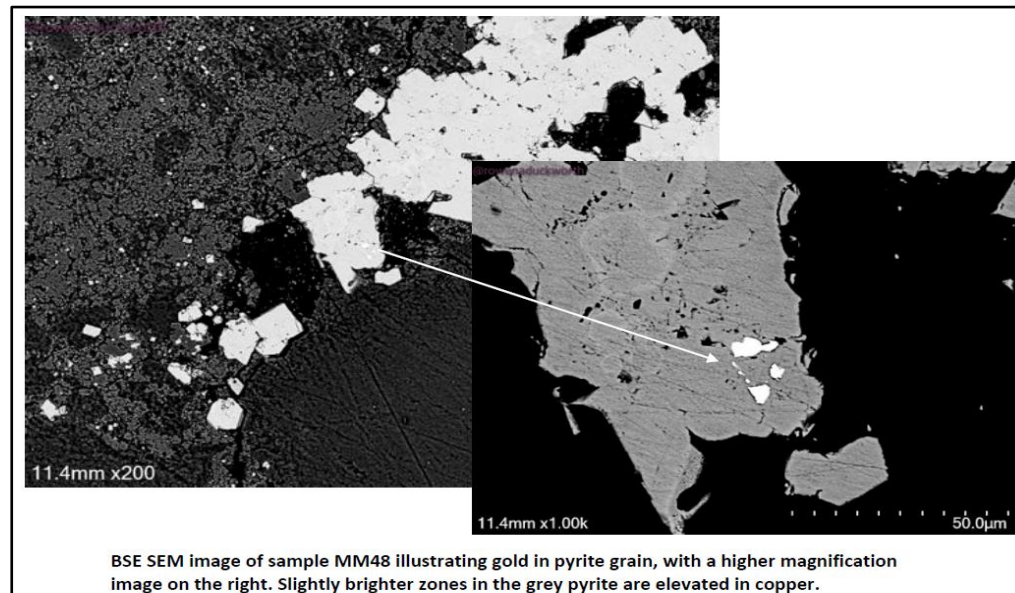 @rowanaduckworth
11.4mm x200
11.4mm x1.00k
50.0µm
BSE SEM image of sample MM48 illustrating gold in pyrite grain, with a higher magnification
image on the right. Slightly brighter zones in the grey pyrite are elevated in copper.